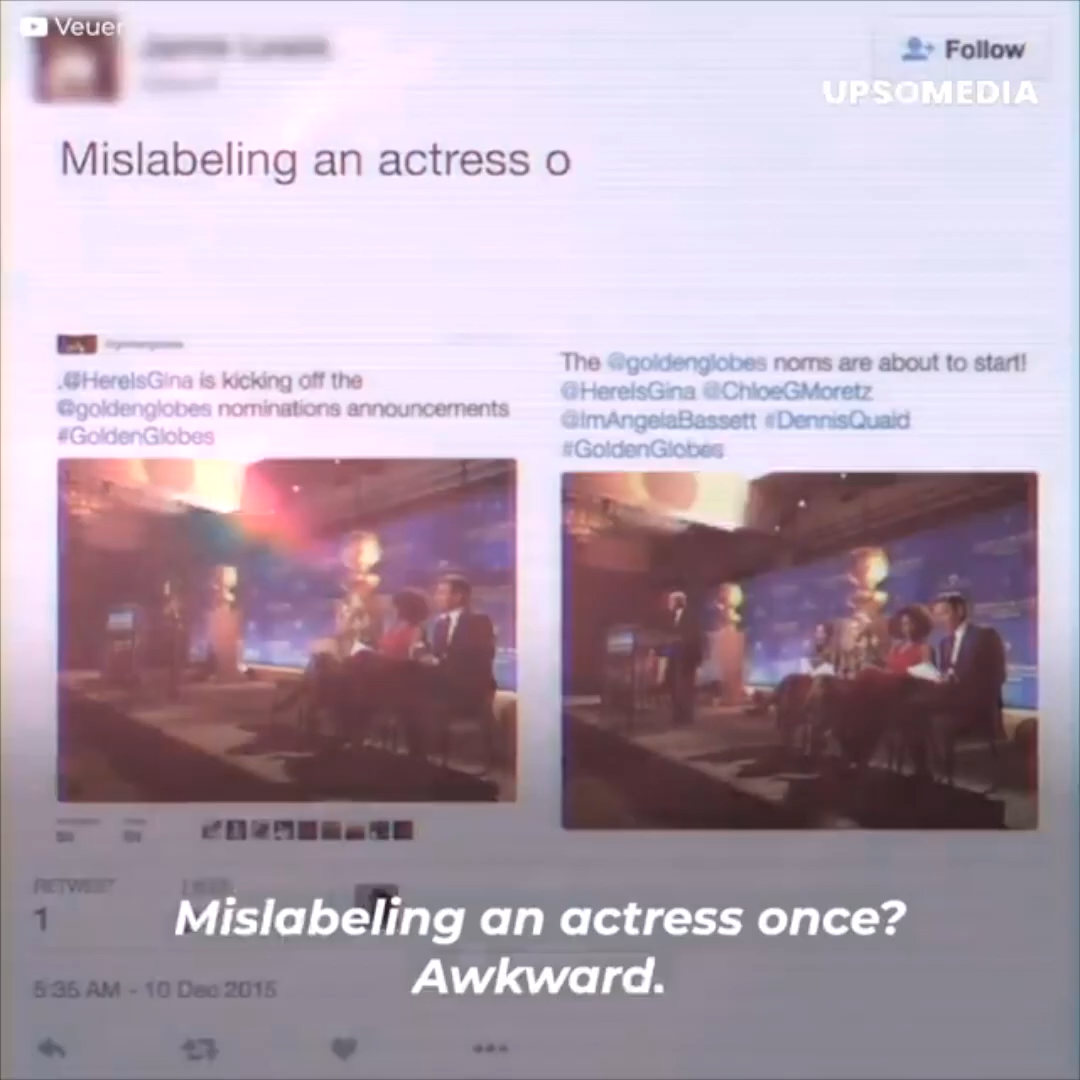 Veuer
Follow
UPSOMEDIA
Mislabeling an actress o
.@HereIsGina is kicking off the
@goldenglobes nominations announcements
#GoldenGlobes
The @goldenglobes noms are about to start!
@HereIsGina @ChloeGMoretz
@ImAngelaBassett #DennisQuaid
#GoldenGlobes
RETWEET
1
Mislabeling an actress once?
Awkward.
5:35 AM - 10 Dec 2015